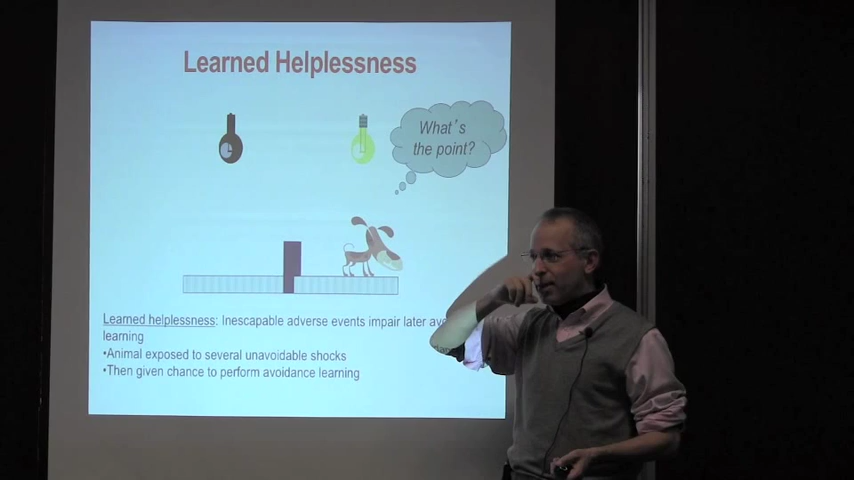 Learned Helplessness
What's
the point?
Learned helplessness: Inescapable adverse events impair later
learning
•Animal exposed to several unavoidable shocks
•Then given chance to perform avoidance learning